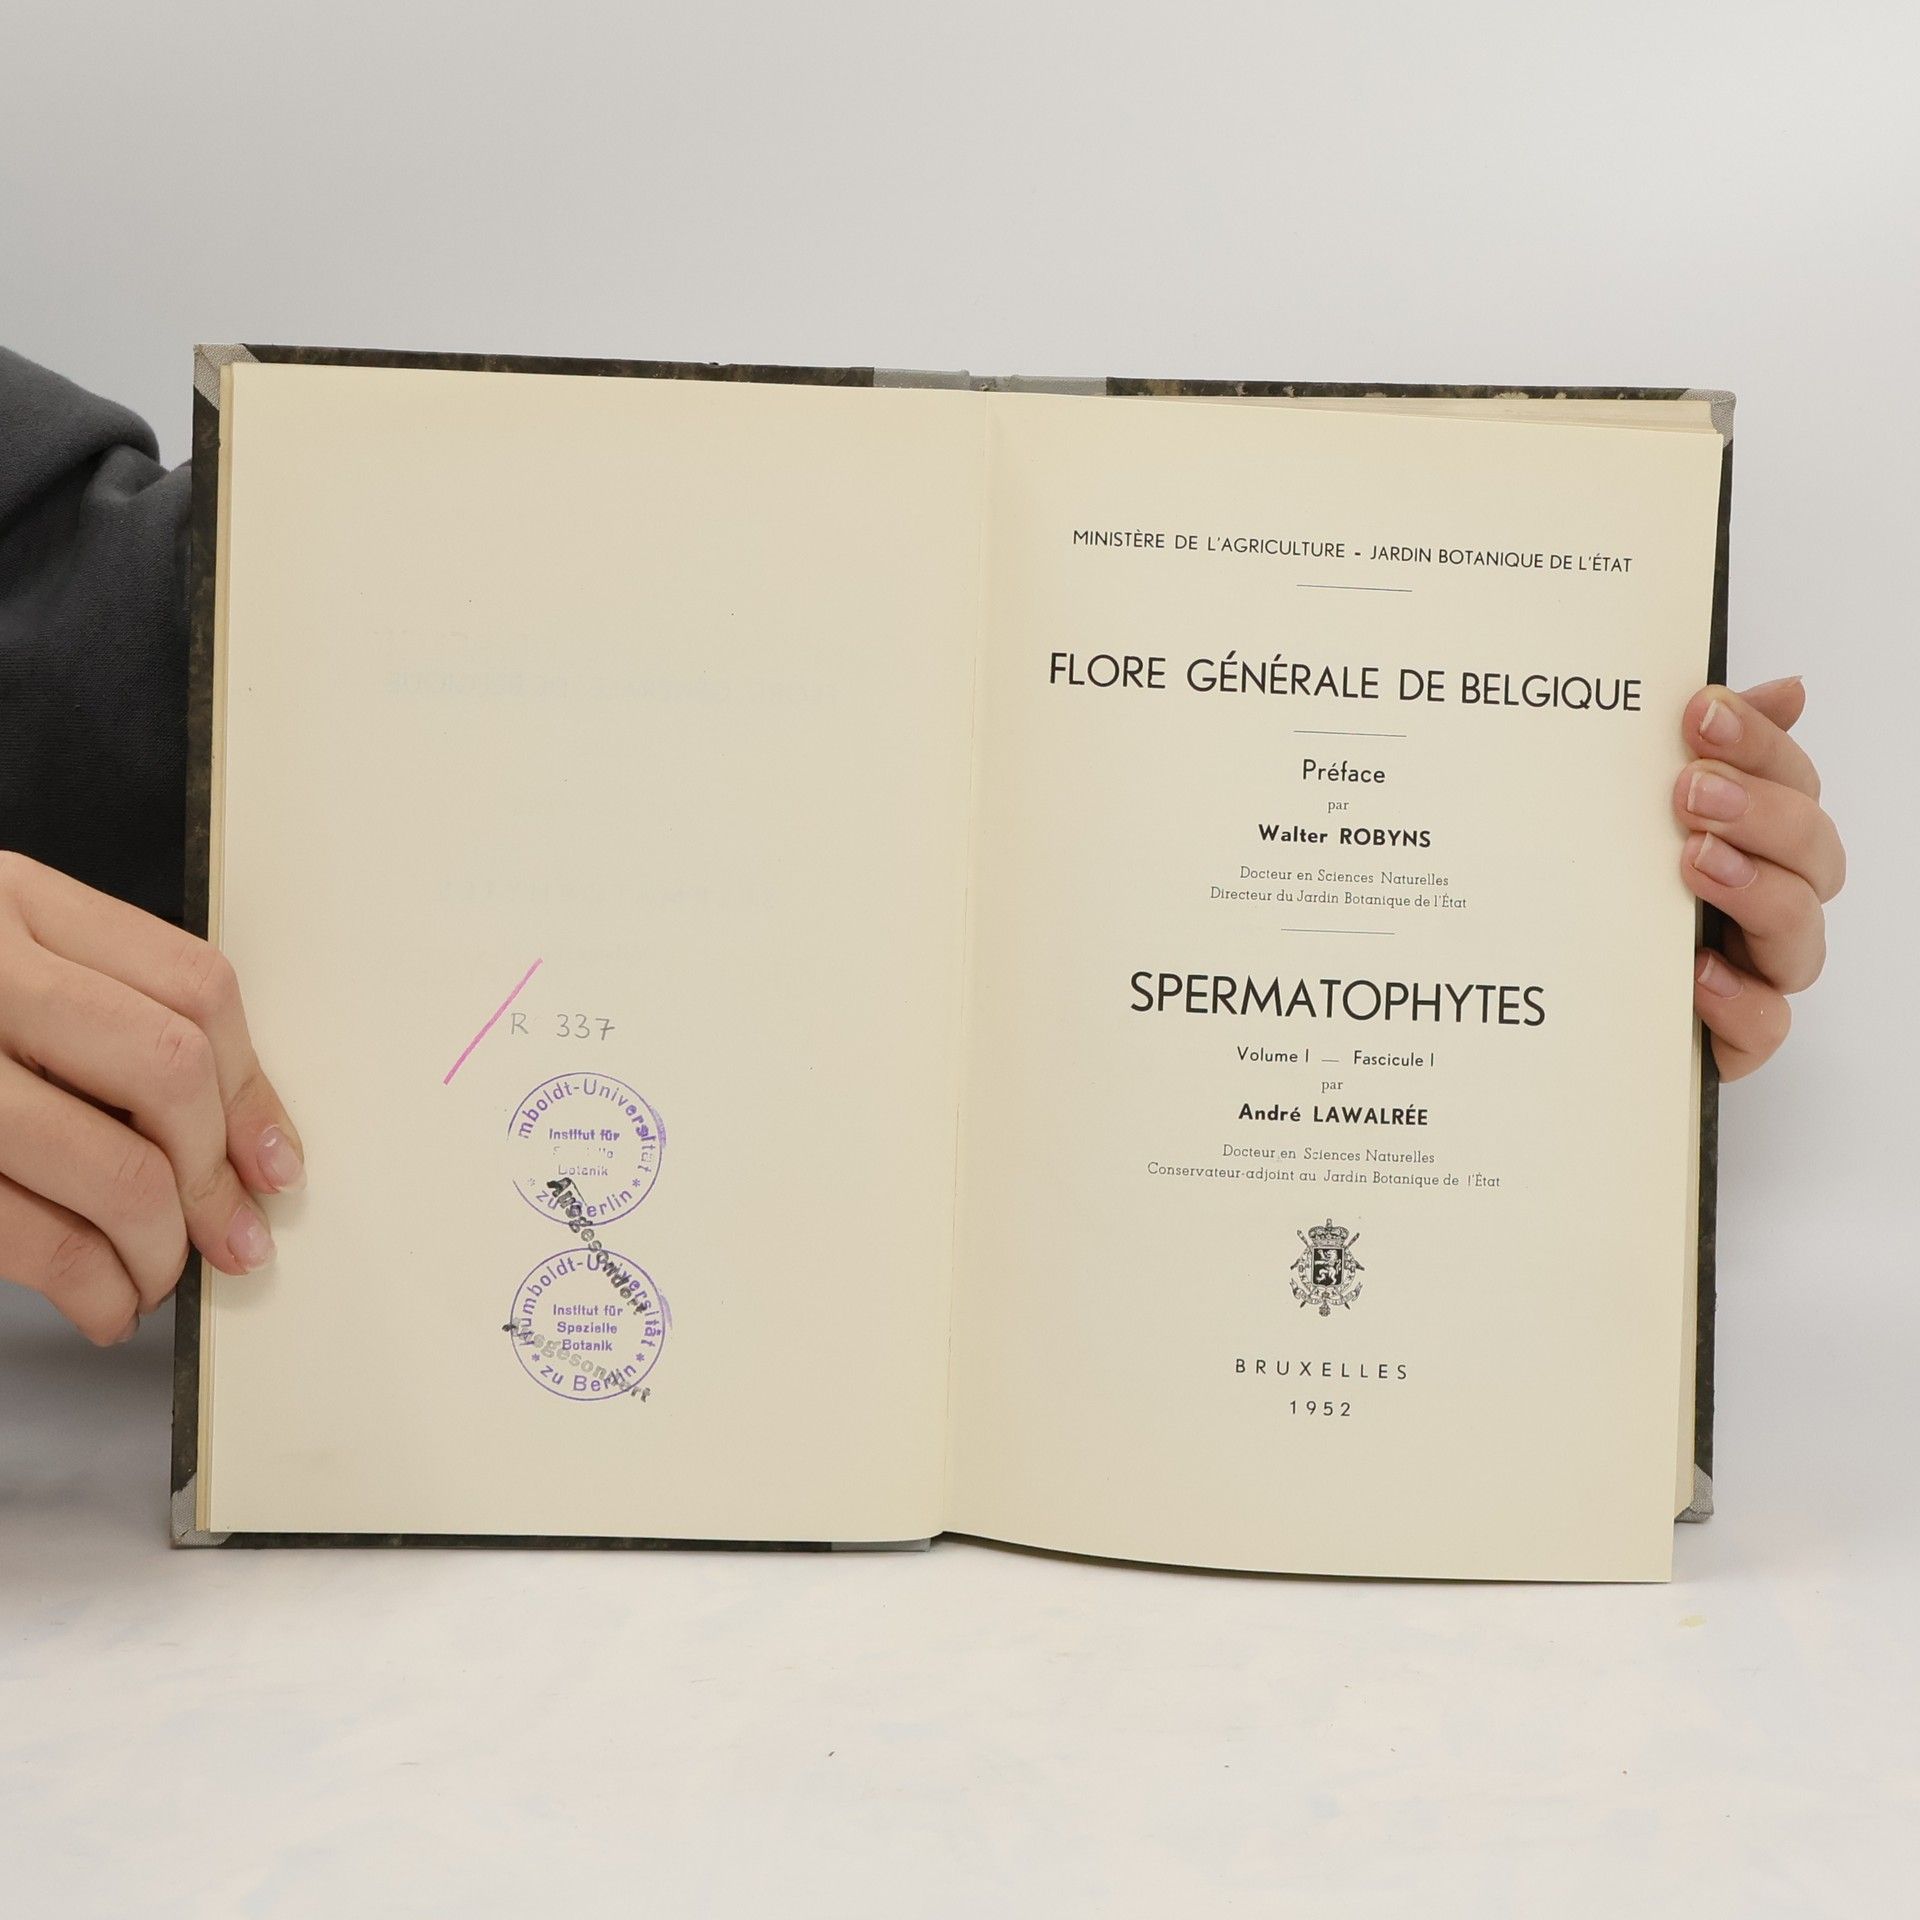 R 337
mboldt-Universität
Institut für
Botanik
* zu Berlin *
Ausgesondert
Humboldt-Universität
Institut für
Spezielle
Botanik
* zu Berlin *
Ausgesondert
MINISTÈRE DE L'AGRICULTURE - JARDIN BOTANIQUE DE L'ÉTAT
FLORE GÉNÉRALE DE BELGIQUE
Préface
par
Walter ROBYNS
Docteur en Sciences Naturelles
Directeur du Jardin Botanique de l'État
SPERMATOPHYTES
Volume I — Fascicule I
par
André LAWALRÉE
Docteur en Sciences Naturelles
Conservateur-adjoint au Jardin Botanique de l'État
BRUXELLES
1952